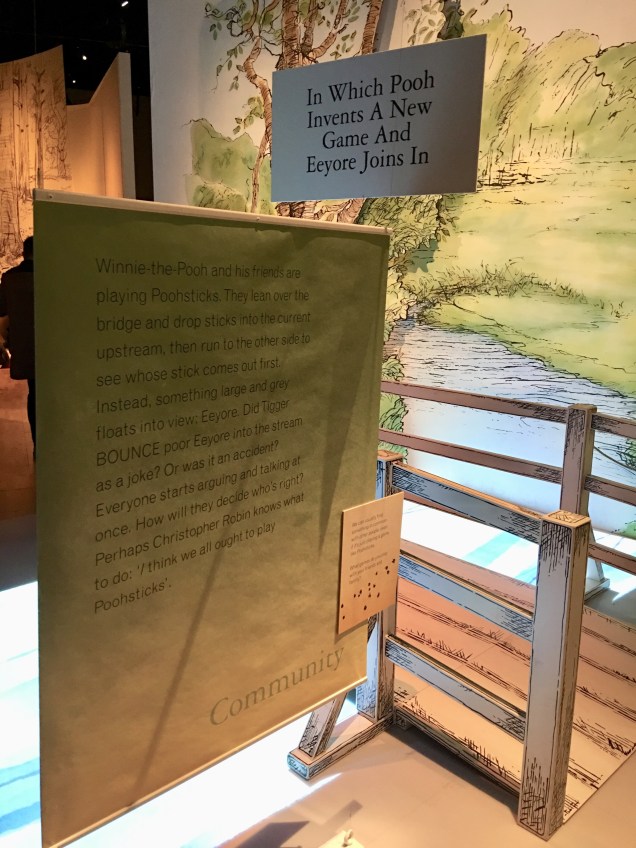 In Which Pooh
Invents A New
Game And
Eeyore Joins In
Winnie-the-Pooh and his friends are
playing Poohsticks. They lean over the
bridge and drop sticks into the current
upstream, then run to the other side to
see whose stick comes out first.
Instead, something large and grey
floats into view: Eeyore. Did Tigger
BOUNCE poor Eeyore into the stream
as a joke? Or was it an accident?
Everyone starts arguing and talking at
once. How will they decide who's right?
Perhaps Christopher Robin knows what
to do: 'I think we all ought to play
Poohsticks'.
Community